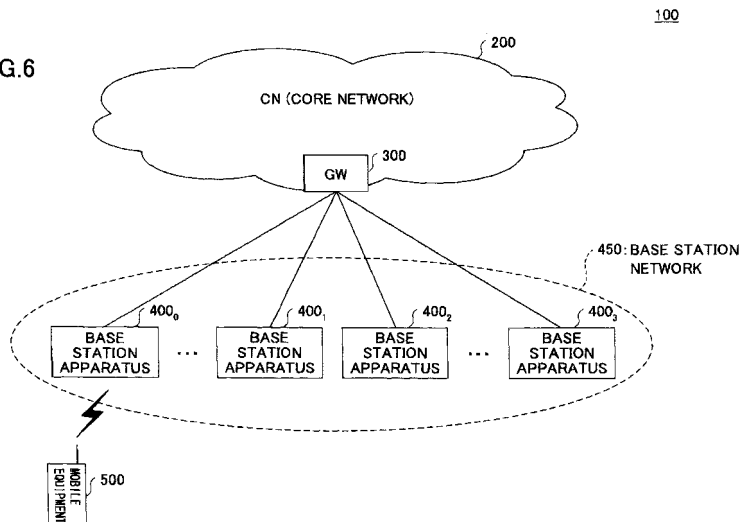 100
G.6
200
CN (CORE NETWORK)
300
GW
450: BASE STATION
NETWORK
400₀
400₁
400₂
400₃
BASE
STATION
APPARATUS
...
BASE
STATION
APPARATUS
BASE
STATION
APPARATUS
...
BASE
STATION
APPARATUS
MOBILE
EQUIPMENT
500